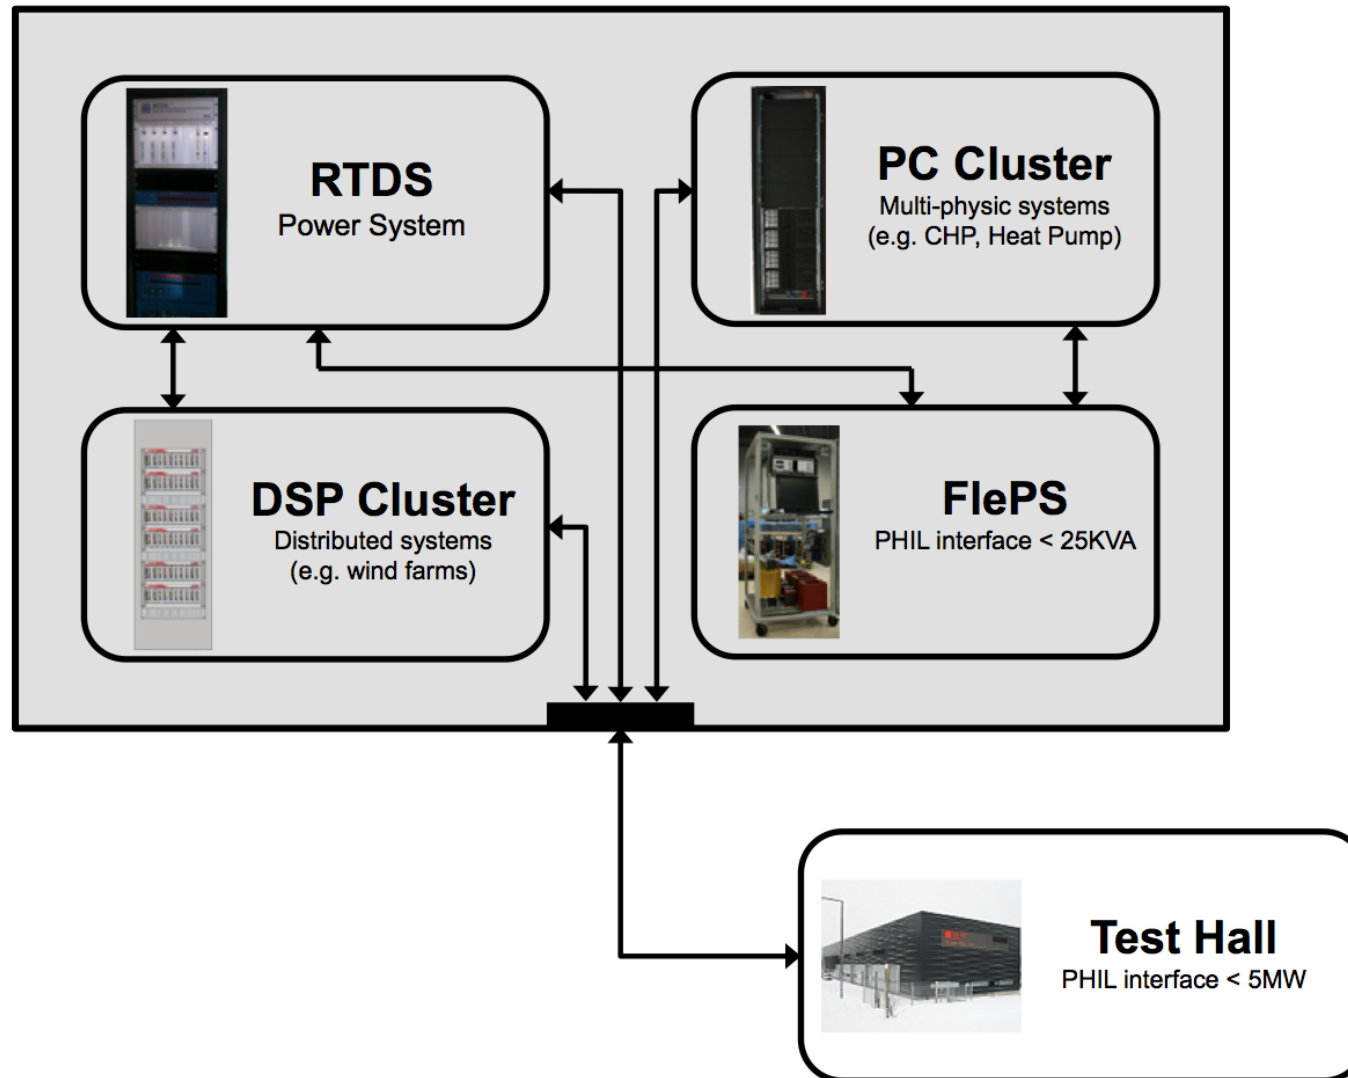 RTDS
Power System
PC Cluster
Multi-physic systems
(e.g. CHP, Heat Pump)
DSP Cluster
Distributed systems
(e.g. wind farms)
FlePS
PHIL interface < 25KVA
Test Hall
PHIL interface < 5MW